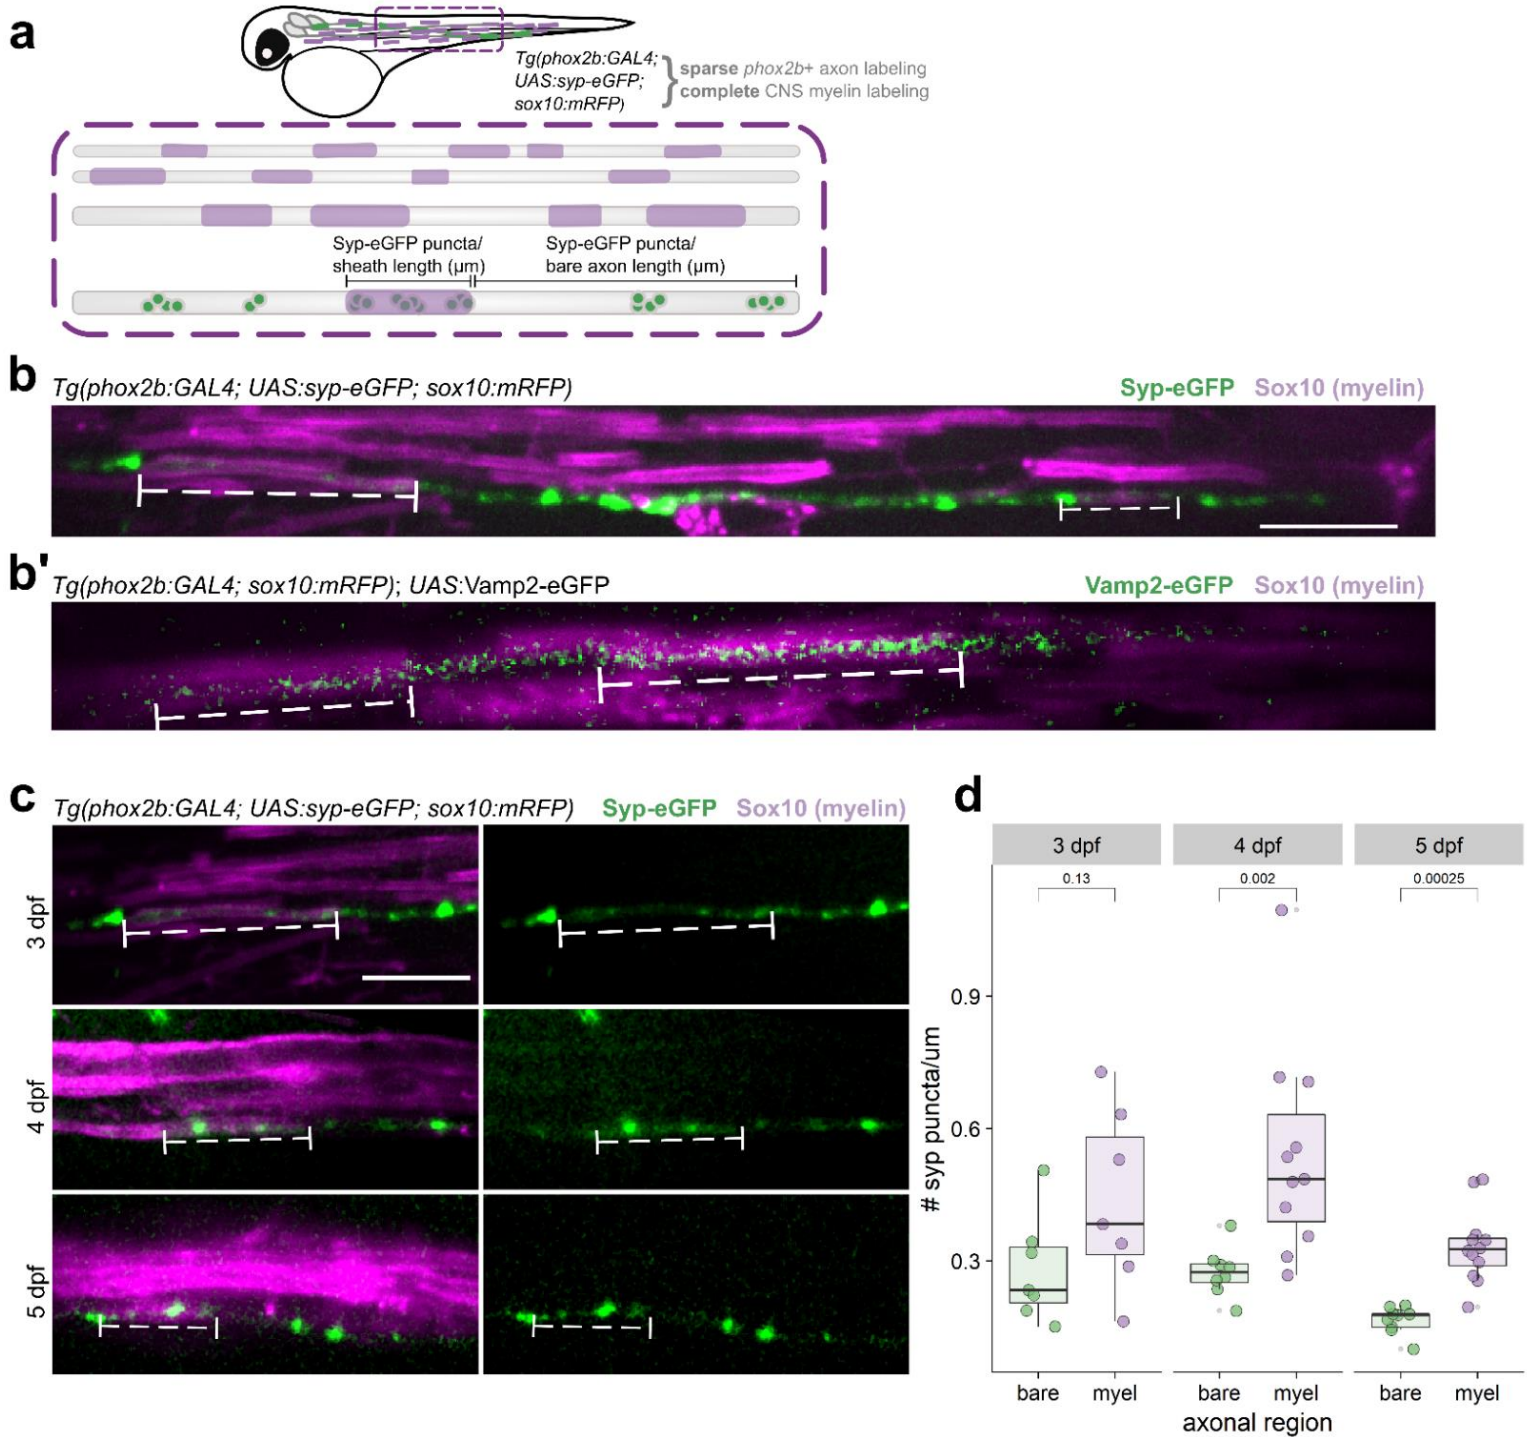 a
Tg(phox2b:GAL4;
UAS:syp-eGFP;
sox10:mRFP)
sparse phox2b+ axon labeling
complete CNS myelin labeling
Syp-eGFP puncta/
sheath length (µm)
Syp-eGFP puncta/
bare axon length (µm)
b
Tg(phox2b:GAL4; UAS:syp-eGFP; sox10:mRFP)
Syp-eGFP Sox10 (myelin)
b'
Tg(phox2b:GAL4; sox10:mRFP); UAS:Vamp2-eGFP
Vamp2-eGFP Sox10 (myelin)
c
Tg(phox2b:GAL4; UAS:syp-eGFP; sox10:mRFP) Syp-eGFP Sox10 (myelin)
3 dpf
4 dpf
5 dpf
d
3 dpf 4 dpf 5 dpf
0.13 0.002 0.00025
# syp puncta/um
0.9
0.6
0.3
bare myel bare myel bare myel
axonal region